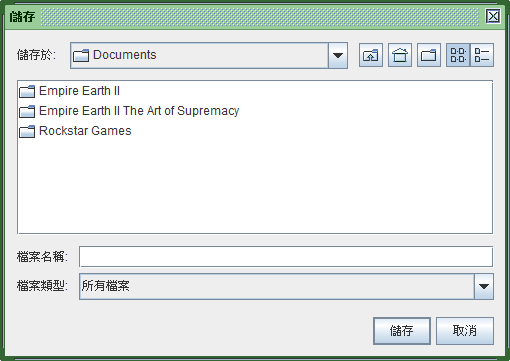 儲存
儲存於: Documents
Empire Earth II
Empire Earth II The Art of Supremacy
Rockstar Games
檔案名稱:
檔案類型: 所有檔案
儲存 取消